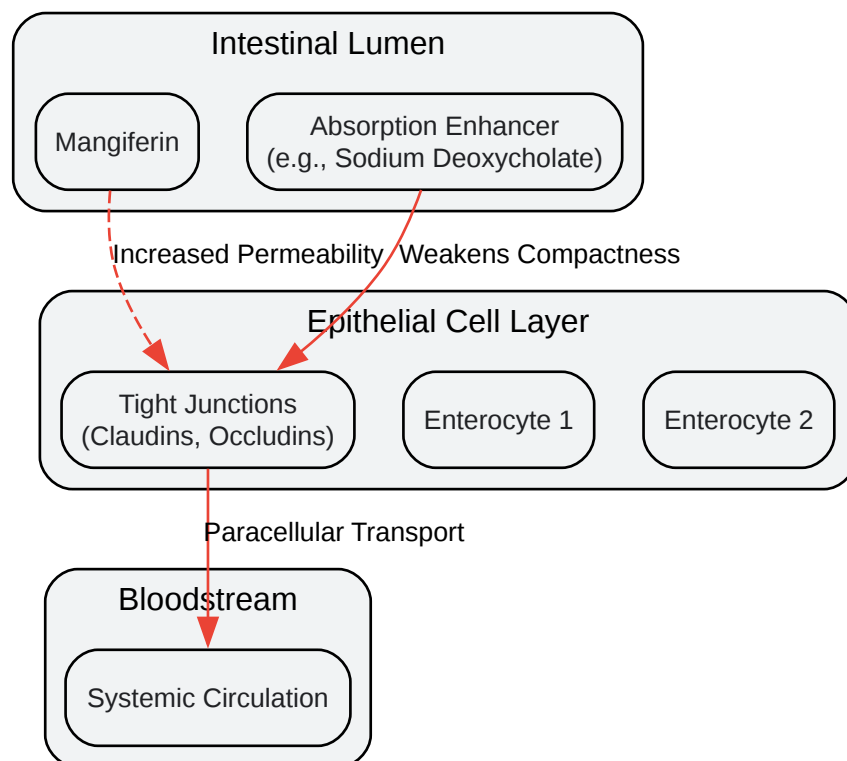 Intestinal Lumen
Mangiferin
Absorption Enhancer
(e.g., Sodium Deoxycholate)
Increased Permeability
Weakens Compactness
Epithelial Cell Layer
Tight Junctions
(Claudins, Occludins)
Enterocyte 1
Enterocyte 2
Paracellular Transport
Bloodstream
Systemic Circulation